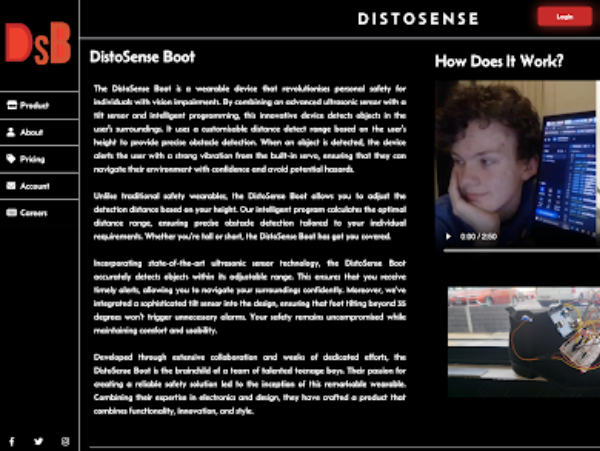 DSB
DISTOSENSE
Login
Product
About
Pricing
Account
Careers
DistoSense Boot
The DistoSense Boot is a wearable device that revolutionises personal safety for
individuals with vision impairments. By combining an advanced ultrasonic sensor with a
tilt sensor and intelligent programming, this innovative device detects objects in the
user's surroundings. It uses a customisable distance detect range based on the user's
height to provide precise obstacle detection. When an object is detected, the device
alerts the user with a strong vibration from the built-in servo, ensuring that they can
navigate their environment with confidence and avoid potential hazards.
Unlike traditional safety wearables, the DistoSense Boot allows you to adjust the
detection distance based on your height. Our intelligent program calculates the optimal
distance range, ensuring precise obstacle detection tailored to your individual
requirements. Whether you're tall or short, the DistoSense Boot has got you covered.
Incorporating state-of-the-art ultrasonic sensor technology, the DistoSense Boot
accurately detects objects within its adjustable range. This ensures that you receive
timely alerts, allowing you to navigate your surroundings confidently. Moreover, we've
integrated a sophisticated tilt sensor into the design, ensuring that foot tilting beyond 35
degrees won't trigger unnecessary alarms. Your safety remains uncompromised while
maintaining comfort and usability.
Developed through extensive collaboration and weeks of dedicated efforts, the
DistoSense Boot is the brainchild of a team of talented teenage boys. Their passion for
creating a reliable safety solution led to the inception of this remarkable wearable.
Combining their expertise in electronics and design, they have crafted a product that
combines functionality, innovation, and style.
How Does It Work?
0:00 / 2:50